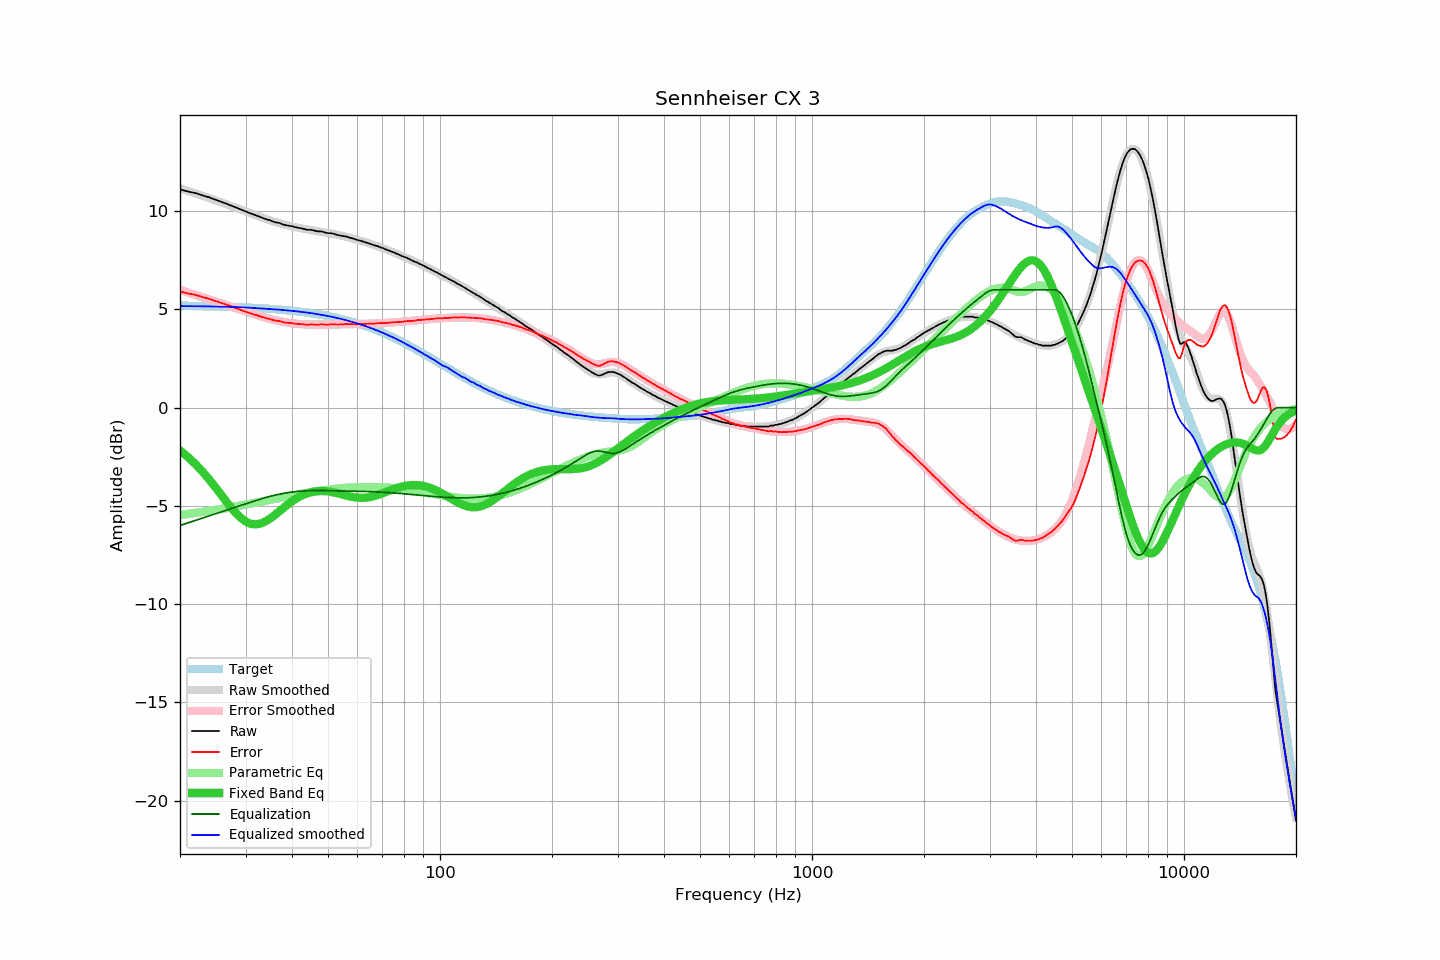 Sennheiser CX 3
Amplitude (dBr)
10
5
0
−5
−10
−15
−20
Target
Raw Smoothed
Error Smoothed
Raw
Error
Parametric Eq
Fixed Band Eq
Equalization
Equalized smoothed
100
1000
10000
Frequency (Hz)